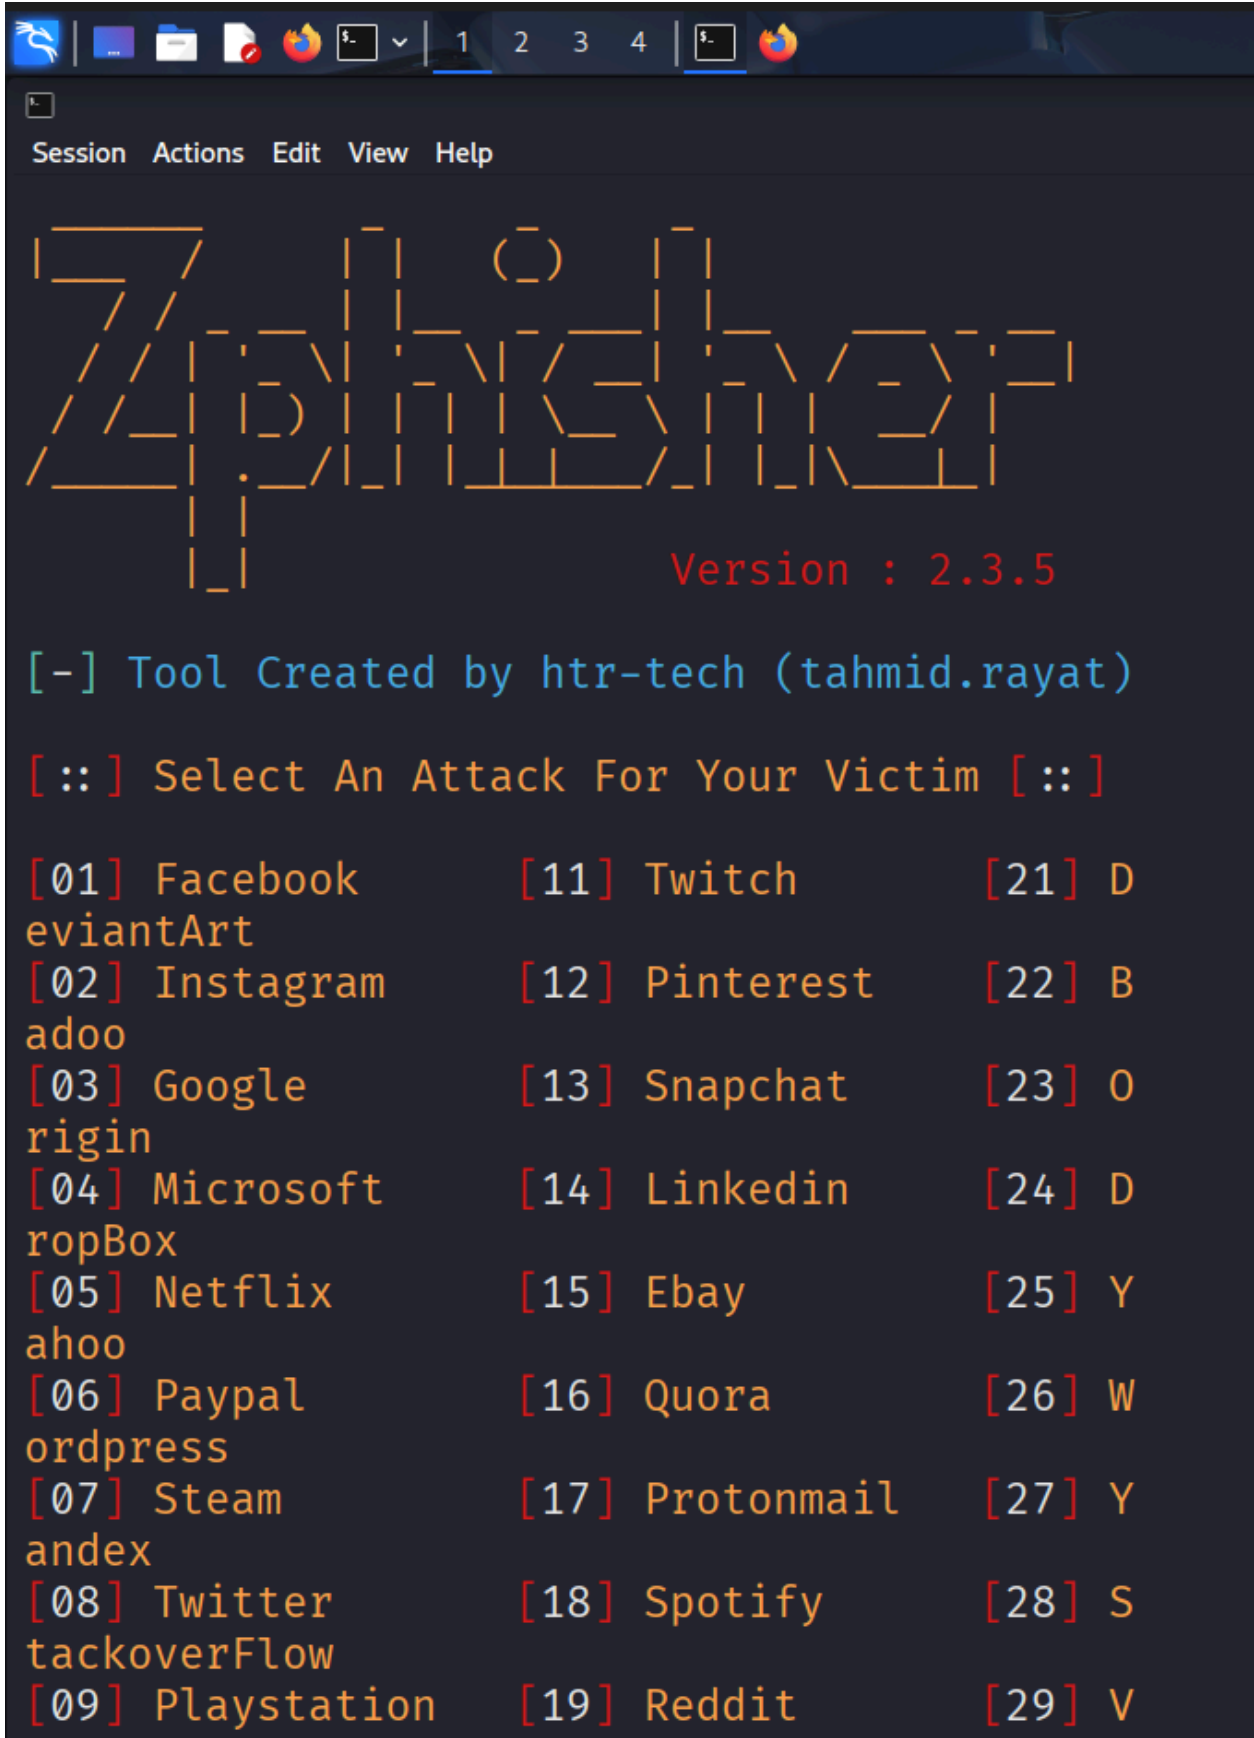 1 2 3 4
Session Actions Edit View Help
Zphisher
Version : 2.3.5
[-] Tool Created by htr-tech (tahmid.rayat)
[::] Select An Attack For Your Victim [::]
[01] Facebook [11] Twitch [21] D
eviantArt
[02] Instagram [12] Pinterest [22] B
adoo
[03] Google [13] Snapchat [23] O
rigin
[04] Microsoft [14] Linkedin [24] D
ropBox
[05] Netflix [15] Ebay [25] Y
ahoo
[06] Paypal [16] Quora [26] W
ordpress
[07] Steam [17] Protonmail [27] Y
andex
[08] Twitter [18] Spotify [28] S
tackoverFlow
[09] Playstation [19] Reddit [29] V